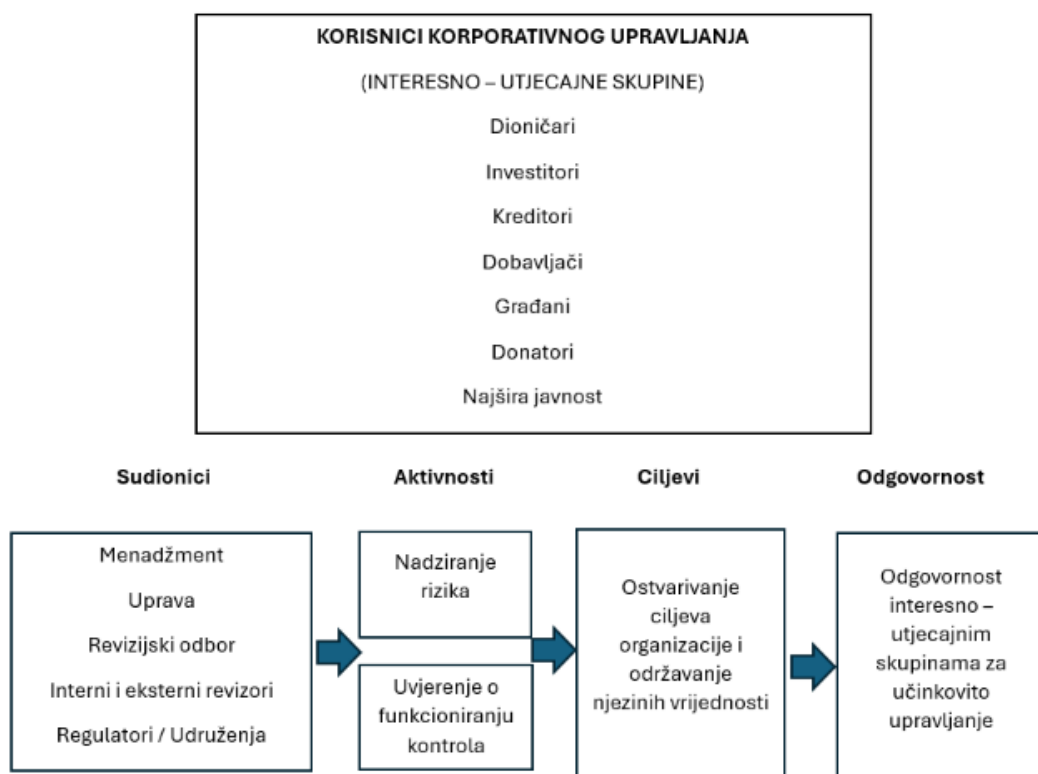 KORISNICI KORPORATIVNOG UPRAVLJANJA
(INTERESNO – UTJECAJNE SKUPINE)
Dioničari
Investitori
Kreditori
Dobavljači
Građani
Donatori
Najšira javnost
Sudionici
Aktivnosti
Ciljevi
Odgovornost
Menadžment
Uprava
Revizijski odbor
Interni i eksterni revizori
Regulatori / Udruženja
Nadziranje
rizika
Uvjerenje o
funkcioniranju
kontrola
Ostvarivanje
ciljeva
organizacije i
održavanje
njezinih vrijednosti
Odgovornost
interesno –
utjecajnim
skupinama za
učinkovito
upravljanje